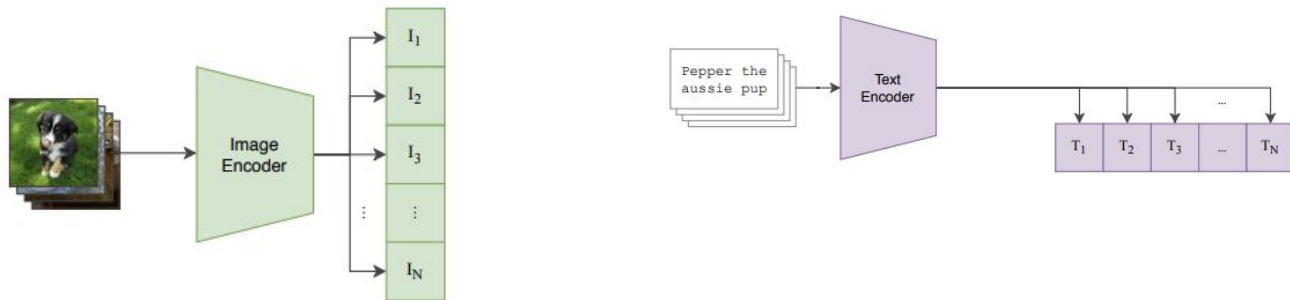 Image
Encoder
I1
I2
I3
⋮
⋮
IN
Pepper the
aussie pup
Text
Encoder
...
T1 T2 T3 ... TN